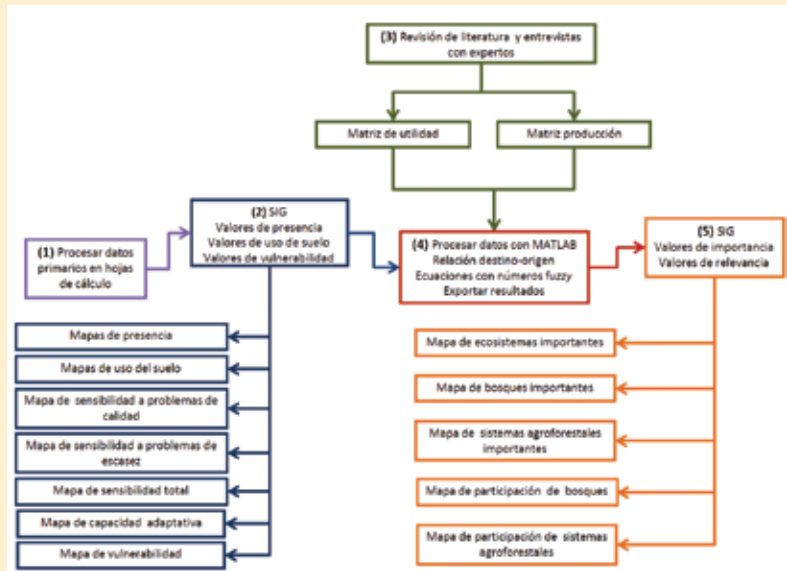 (3) Revisión de literatura y entrevistas
con expertos
Matriz de utilidad
Matriz producción
(2) SIG
Valores de presencia
Valores de uso de suelo
Valores de vulnerabilidad
(1) Procesar datos
primarios en hojas
de cálculo
(4) Procesar datos con MATLAB
Relación destino-origen
Ecuaciones con números fuzzy
Exportar resultados
(5) SIG
Valores de importancia
Valores de relevancia
Mapas de presencia
Mapas de uso del suelo
Mapa de sensibilidad a problemas de
calidad
Mapa de sensibilidad a problemas de
escasez
Mapa de sensibilidad total
Mapa de capacidad adaptativa
Mapa de vulnerabilidad
Mapa de ecosistemas importantes
Mapa de bosques importantes
Mapa de sistemas agroforestales
importantes
Mapa de participación de bosques
Mapa de participación de sistemas
agroforestales